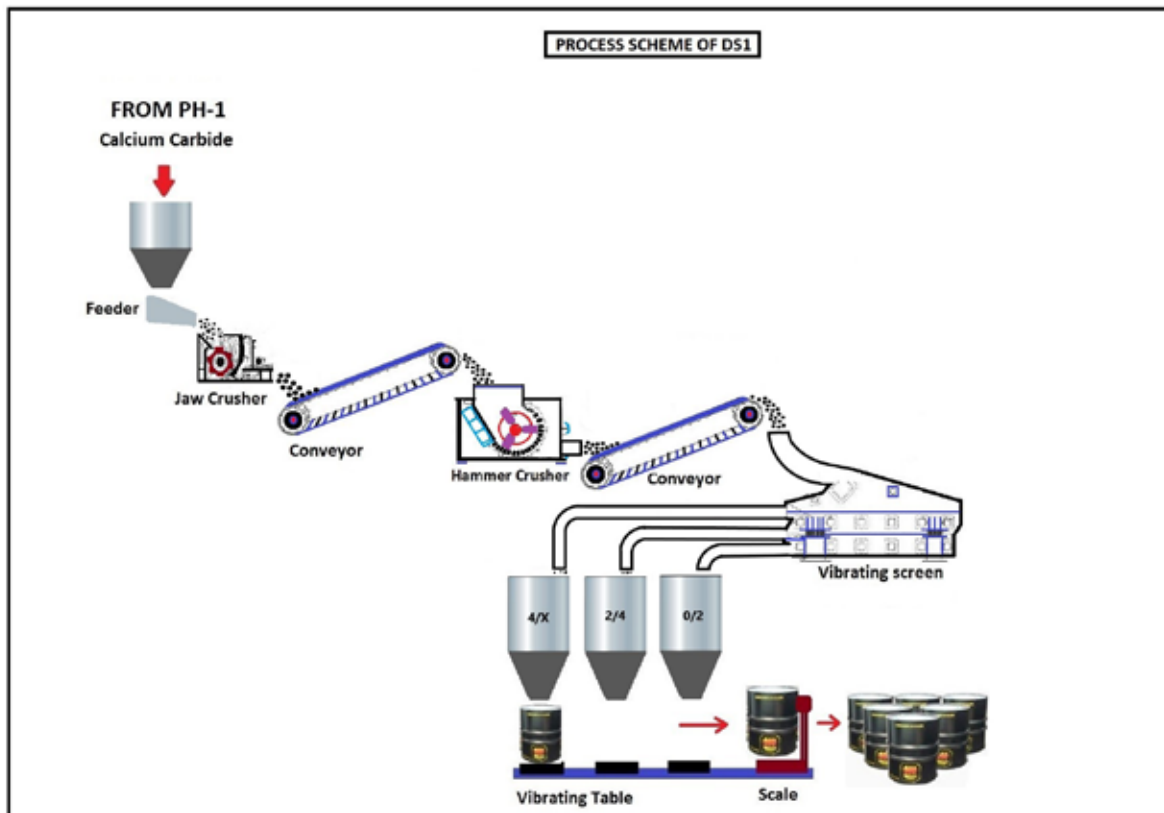 PROCESS SCHEME OF DS1
FROM PH-1
Calcium Carbide
Feeder
Jaw Crusher
Conveyor
Hammer Crusher
Conveyor
Vibrating screen
4/X
2/4
0/2
Vibrating Table
Scale